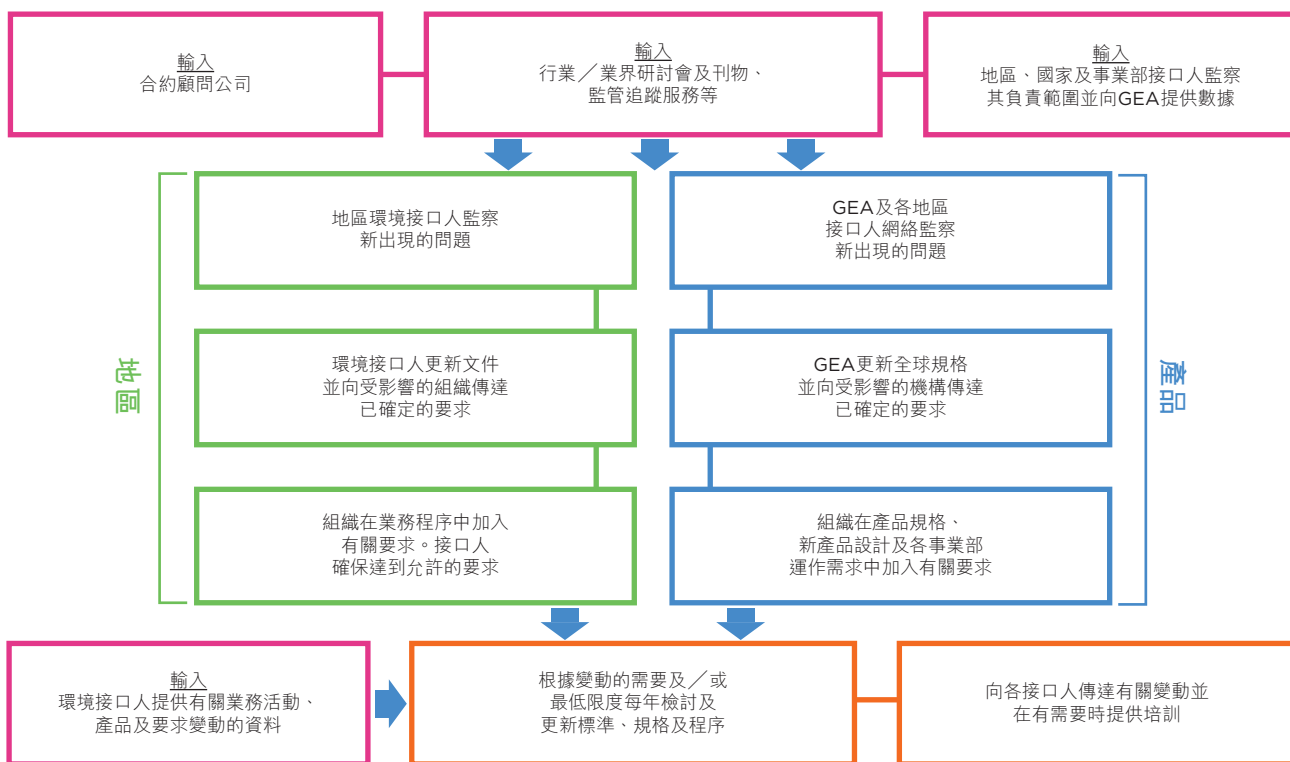 輸入
合約顧問公司
輸入
行業／業界研討會及刊物、
監管追蹤服務等
輸入
地區、國家及事業部接口人監察
其負責範圍並向GEA提供數據
地區
地區環境接口人監察
新出現的問題
環境接口人更新文件
並向受影響的組織傳達
已確定的要求
組織在業務程序中加入
有關要求。接口人
確保達到允許的要求
產品
GEA及各地區
接口人網絡監察
新出現的問題
GEA更新全球規格
並向受影響的機構傳達
已確定的要求
組織在產品規格、
新產品設計及各事業部
運作需求中加入有關要求
輸入
環境接口人提供有關業務活動、
產品及要求變動的資料
根據變動的需要及／或
最低限度每年檢討及
更新標準、規格及程序
向各接口人傳達有關變動並
在有需要時提供培訓